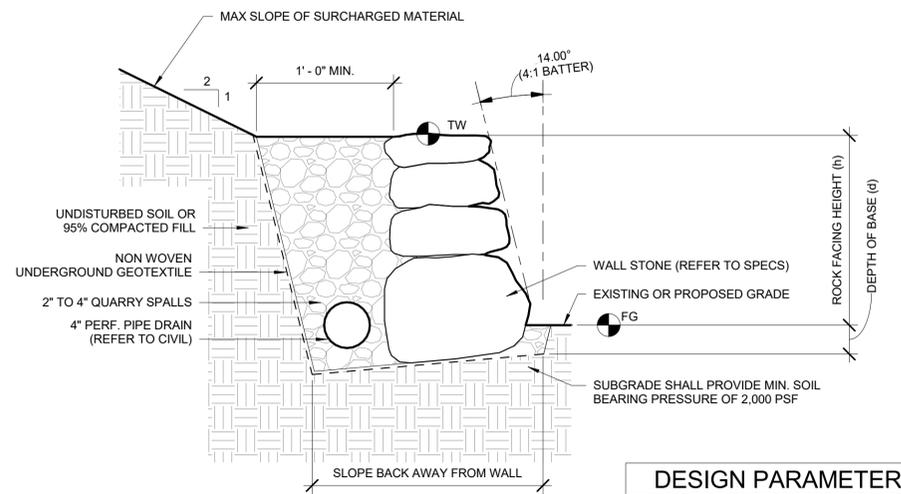 MAX SLOPE OF SURCHARGED MATERIAL
14.00°
(4:1 BATTER)
1' - 0" MIN.
2
1
TW
UNDISTURBED SOIL OR
95% COMPACTED FILL
NON WOVEN
UNDERGROUND GEOTEXTILE
2" TO 4" QUARRY SPALLS
4" PERF. PIPE DRAIN
(REFER TO CIVIL)
WALL STONE (REFER TO SPECS)
EXISTING OR PROPOSED GRADE
FG
SUBGRADE SHALL PROVIDE MIN. SOIL
BEARING PRESSURE OF 2,000 PSF
ROCK FACING HEIGHT (h)
DEPTH OF BASE (d)
SLOPE BACK AWAY FROM WALL
DESIGN PARAMETER